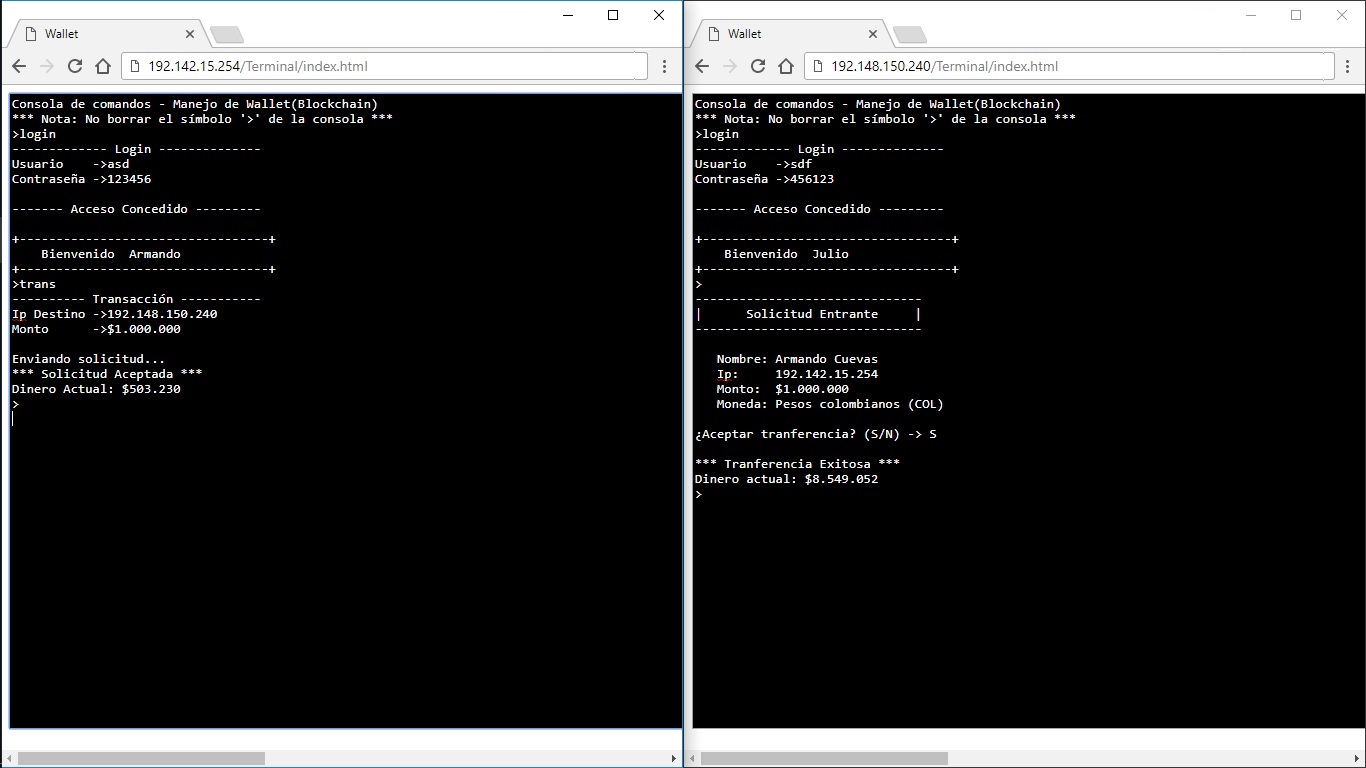 Wallet
192.142.15.254/Terminal/index.html
Consola de comandos - Manejo de Wallet(Blockchain)
*** Nota: No borrar el símbolo '>' de la consola ***
>login
------------- Login --------------
Usuario    ->asd
Contraseña ->123456
------- Acceso Concedido ---------
+----------------------------------+
Bienvenido  Armando
+----------------------------------+
>trans
---------- Transacción -----------
Ip Destino ->192.148.150.240
Monto      ->$1.000.000
Enviando solicitud...
*** Solicitud Aceptada ***
Dinero Actual: $503.230
>
Wallet
192.148.150.240/Terminal/index.html
Consola de comandos - Manejo de Wallet(Blockchain)
*** Nota: No borrar el símbolo '>' de la consola ***
>login
------------- Login --------------
Usuario    ->sdf
Contraseña ->456123
------- Acceso Concedido ---------
+----------------------------------+
Bienvenido  Julio
+----------------------------------+
>
-------------------------------
|      Solicitud Entrante     |
-------------------------------
Nombre: Armando Cuevas
Ip:     192.142.15.254
Monto:  $1.000.000
Moneda: Pesos colombianos (COL)
¿Aceptar tranferencia? (S/N) -> S
*** Tranferencia Exitosa ***
Dinero actual: $8.549.052
>